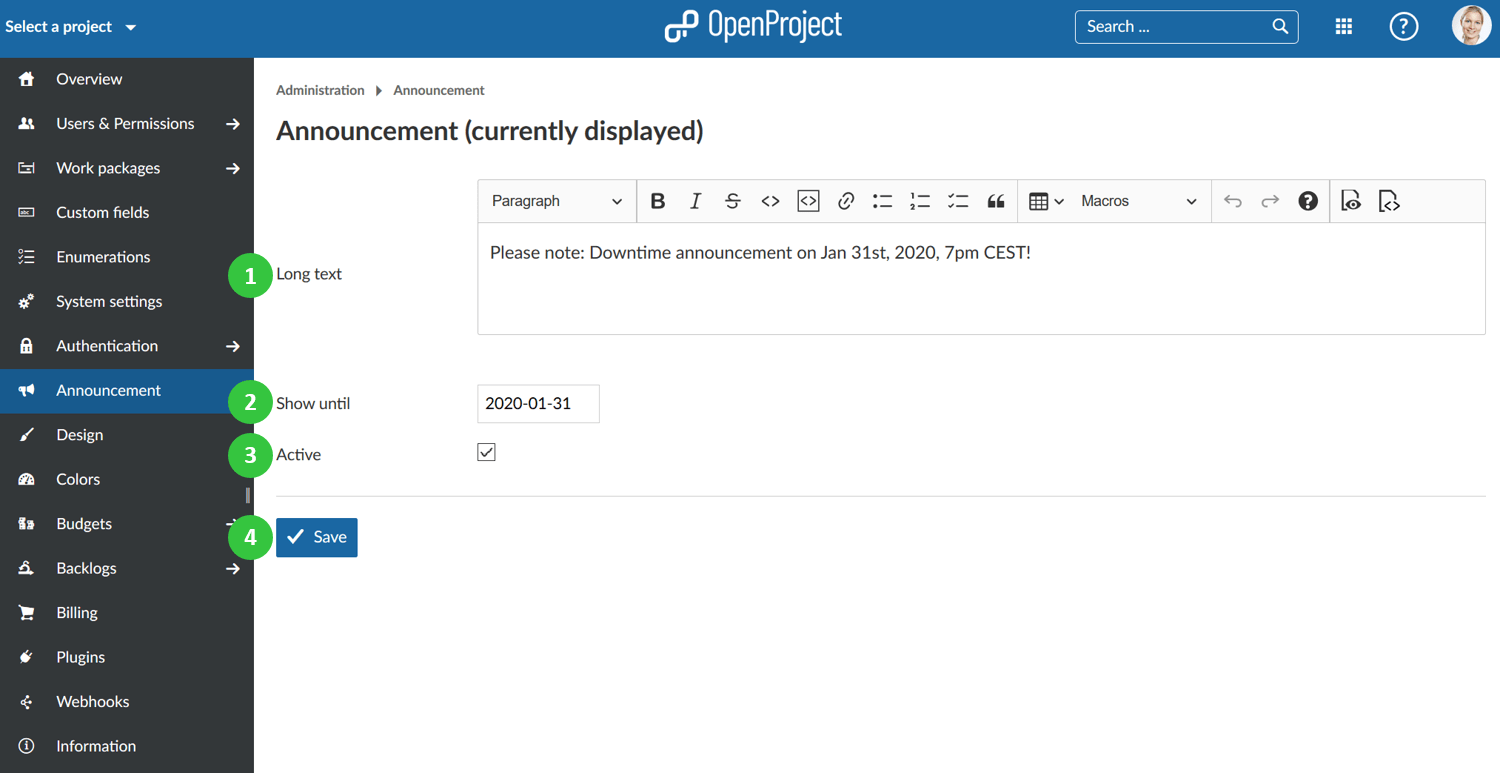 Select a project
OpenProject
Search ...
?
Overview
Users & Permissions
Work packages
Custom fields
Enumerations
System settings
Authentication
Announcement
Design
Colors
Budgets
Backlogs
Billing
Plugins
Webhooks
Information
Administration Announcement
Announcement (currently displayed)
Paragraph B I S Macros ?
1 Long text
Please note: Downtime announcement on Jan 31st, 2020, 7pm CEST!
2 Show until 2020-01-31
3 Active
4 Save